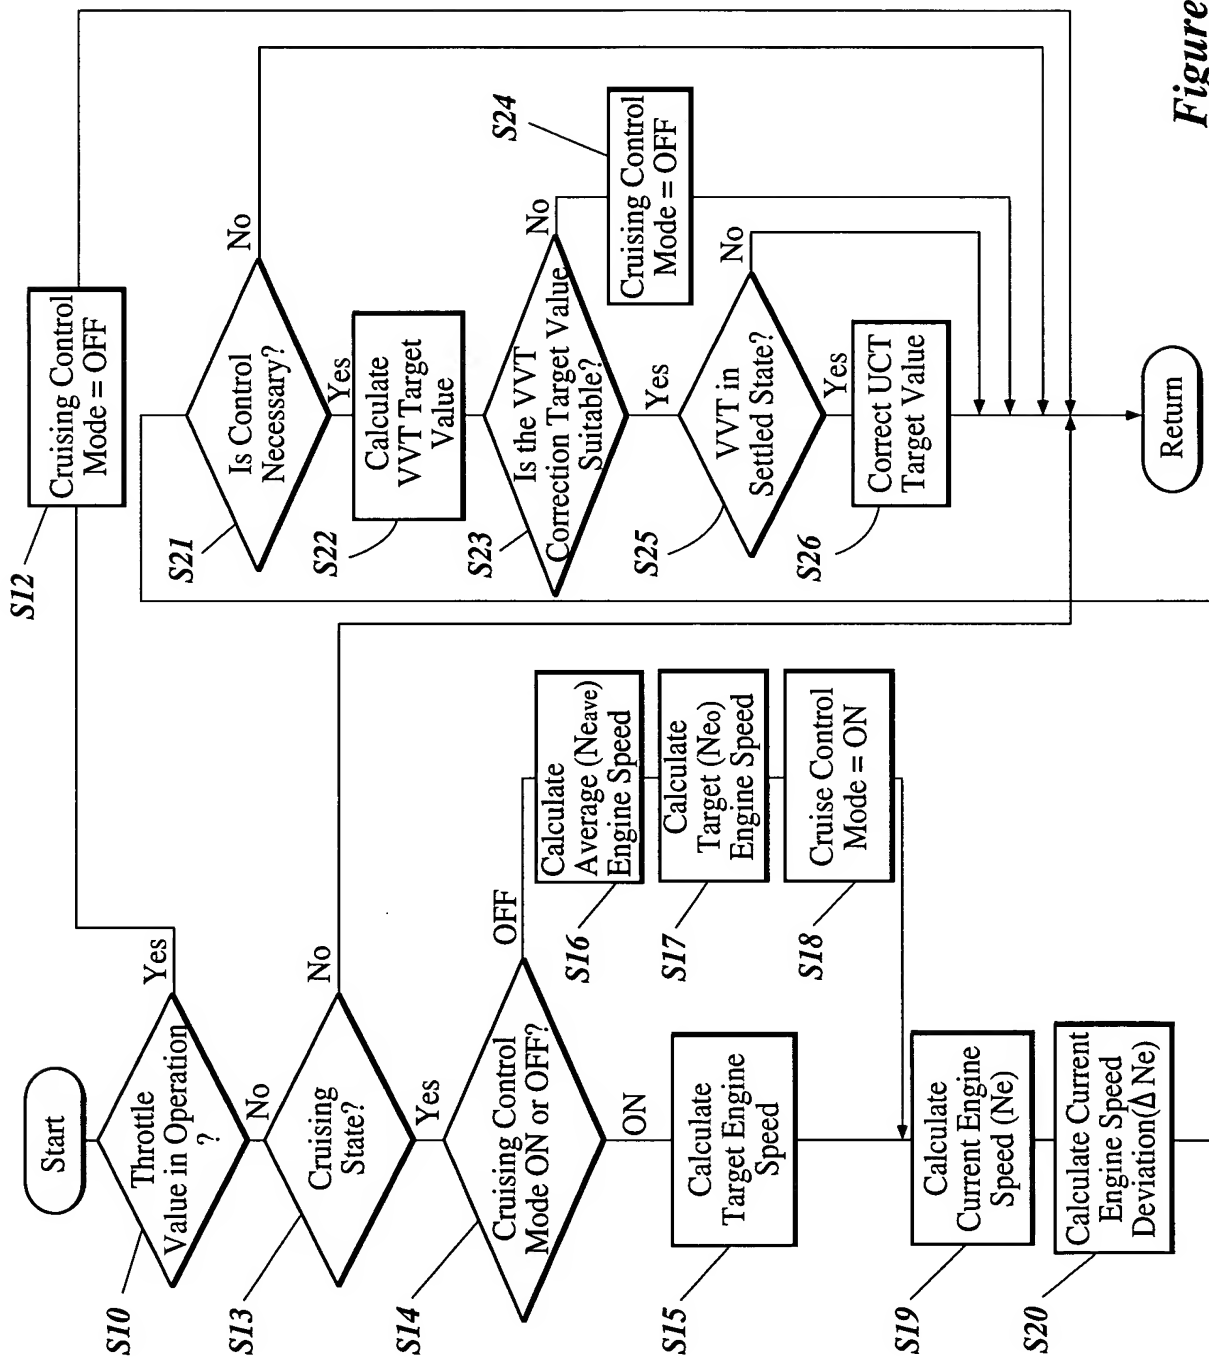 Start
S10
Throttle
Value in Operation
?
Yes
No
S12
Cruising Control
Mode = OFF
S13
Cruising
State?
No
Yes
S14
Cruising Control
Mode ON or OFF?
OFF
ON
S15
Calculate
Target Engine
Speed
S16
Calculate
Average (Neave)
Engine Speed
S17
Calculate
Target (Neo)
Engine Speed
S18
Cruise Control
Mode = ON
S19
Calculate
Current Engine
Speed (Ne)
S20
Calculate Current
Engine Speed
Deviation(Δ Ne)
S21
Is Control
Necessary?
No
Yes
S22
Calculate
VVT Target
Value
S23
Is the VVT
Correction Target Value
Suitable?
No
Yes
S24
Cruising Control
Mode = OFF
S25
VVT in
Settled State?
No
Yes
S26
Correct UCT
Target Value
Return
Figure